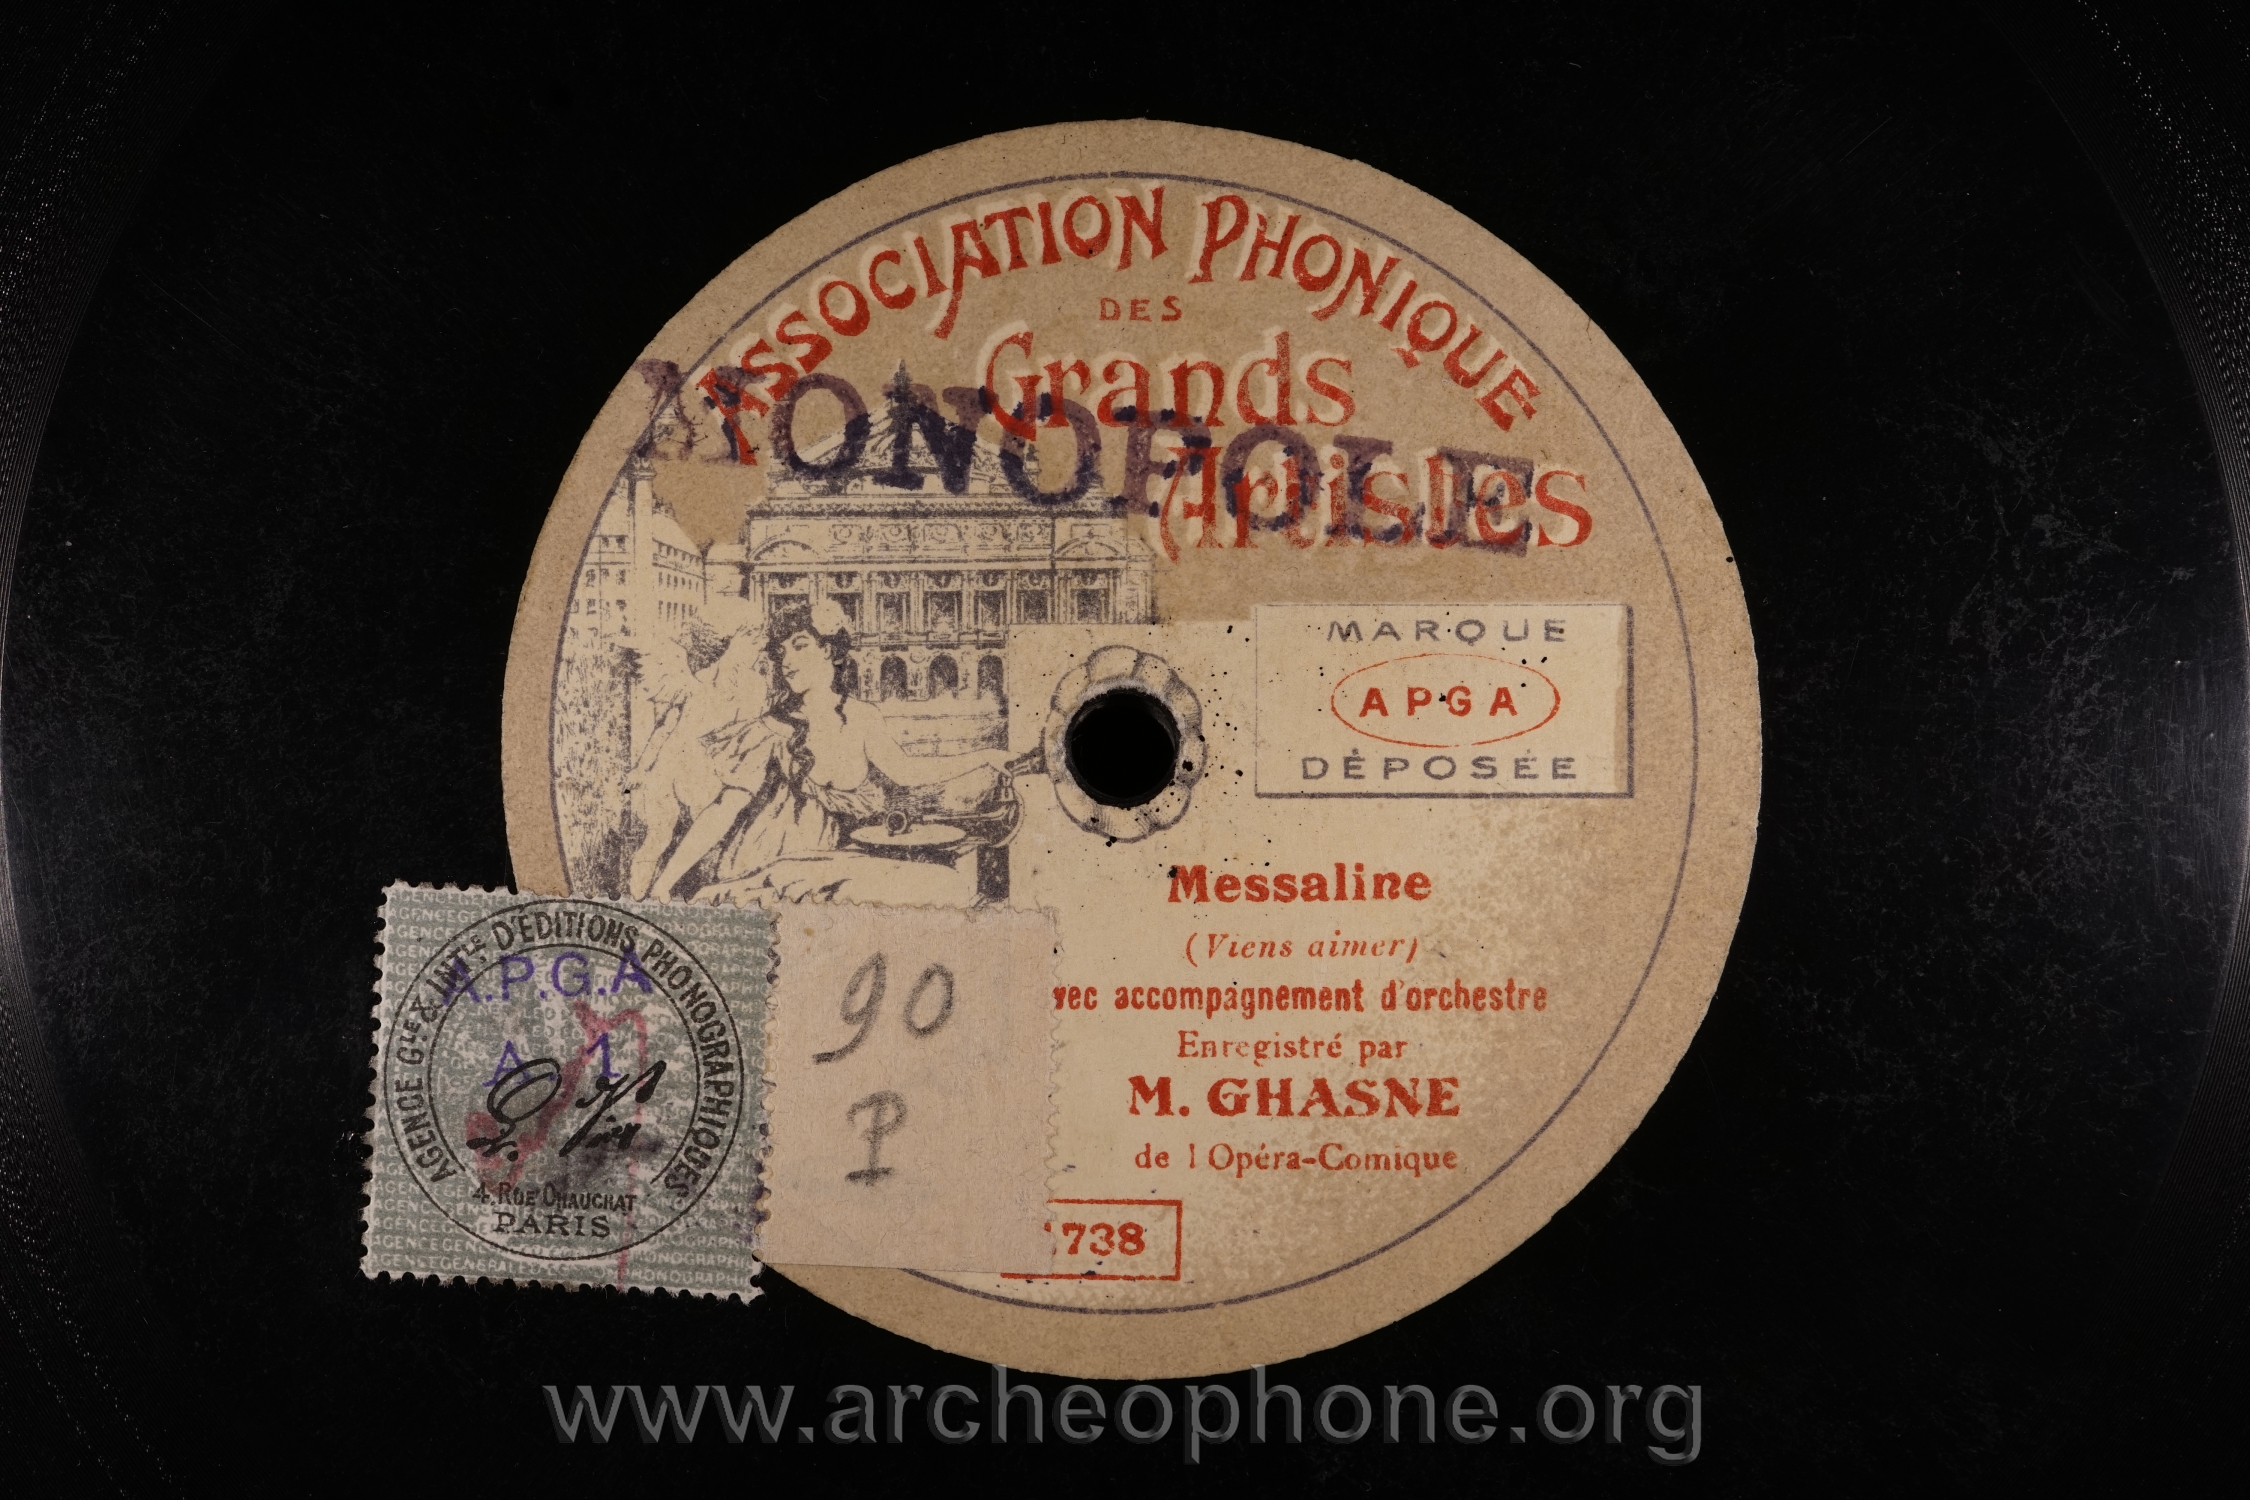 ASSOCIATION PHONIQUE
DES
Grands
Artistes
MONOPOLE
MARQUE
APGA
DÉPOSÉE
Messaline
(Viens aimer)
vec accompagnement d'orchestre
Enregistré par
M. GHASNE
de l Opéra-Comique
738
90
P
AGENCE GLE & INTLE D'ÉDITIONS PHONOGRAPHIQUES
A.P.G.A
A 1
4, RUE CHAUCHAT
PARIS
www.archeophone.org